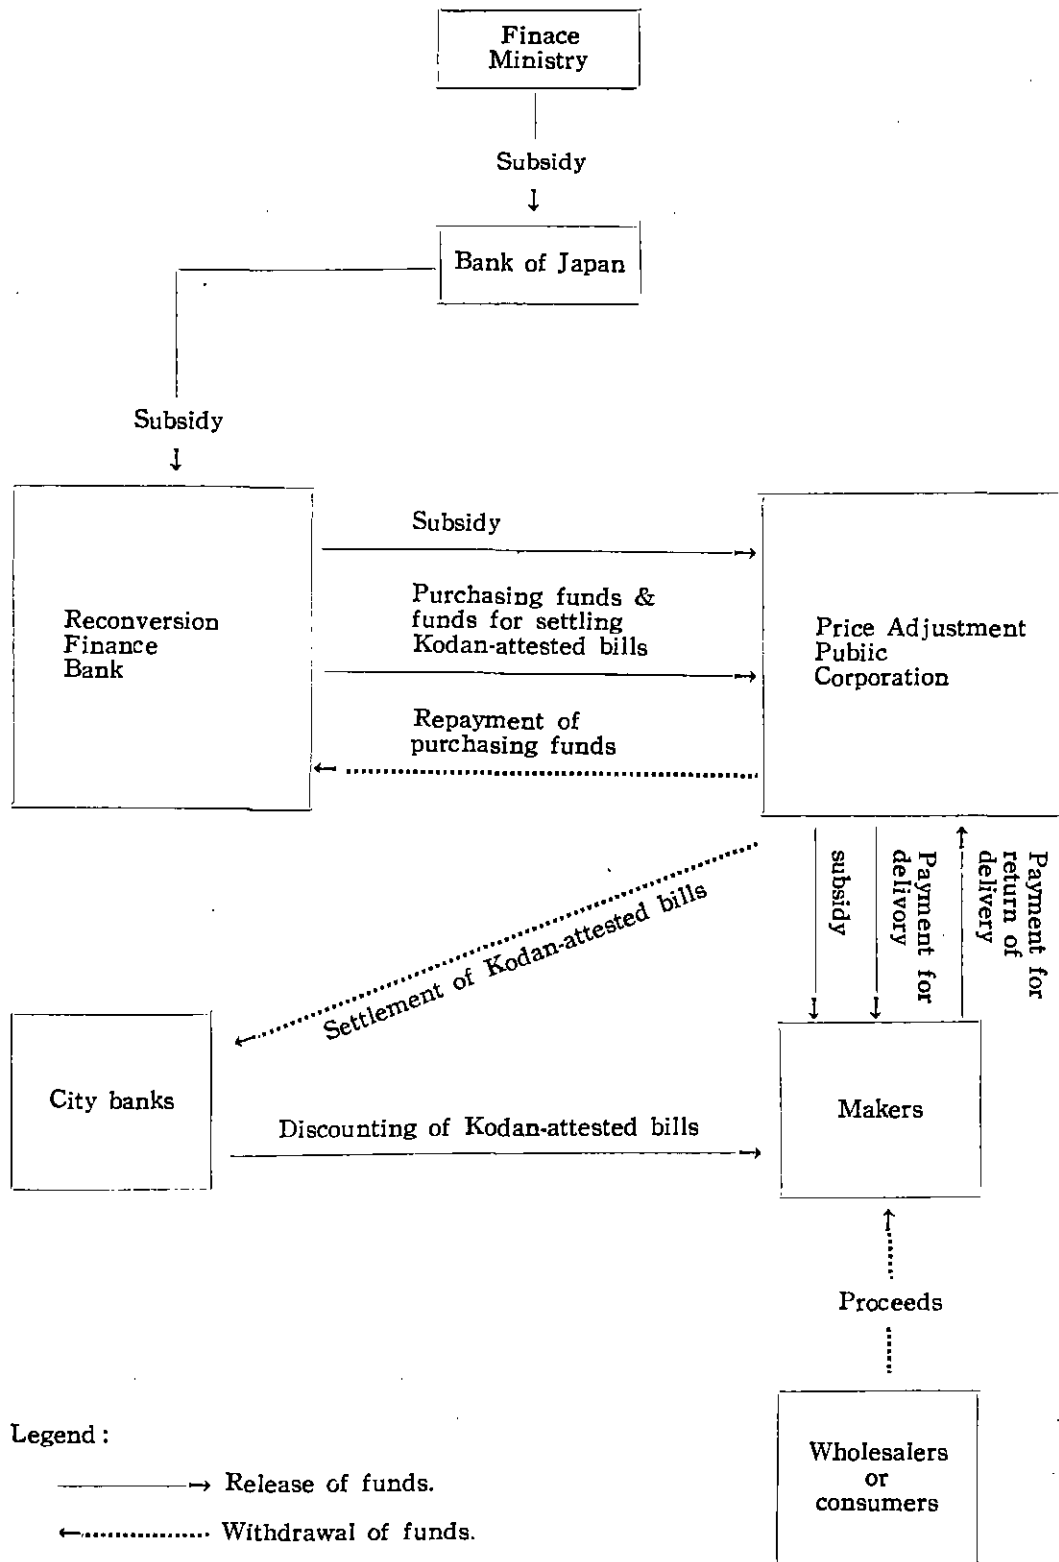 Finace
Ministry
Subsidy
Bank of Japan
Subsidy
Reconversion
Finance
Bank
Subsidy
Purchasing funds &
funds for settling
Kodan-attested bills
Repayment of
purchasing funds
Price Adjustment
Pubiic
Corporation
subsidy
Payment for
delivory
Payment for
return of
delivery
Settlement of Kodan-attested bills
City banks
Discounting of Kodan-attested bills
Makers
Proceeds
Wholesalers
or
consumers
Legend :
Release of funds.
Withdrawal of funds.